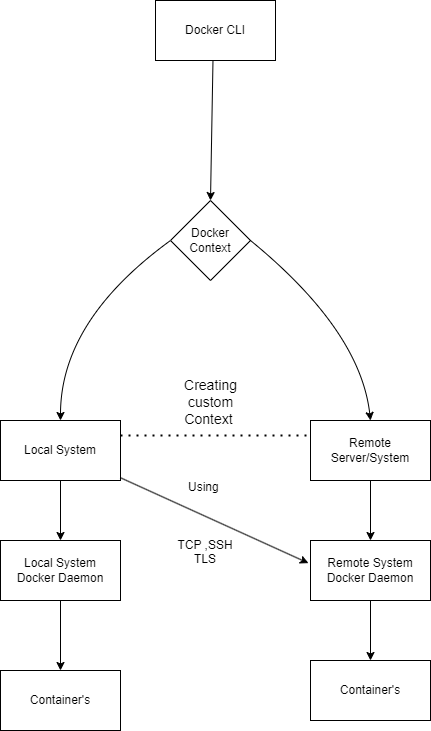 Docker CLI
Docker
Context
Creating
custom
Context
Local System
Remote
Server/System
Using
TCP ,SSH
TLS
Local System
Docker Daemon
Remote System
Docker Daemon
Container's
Container's